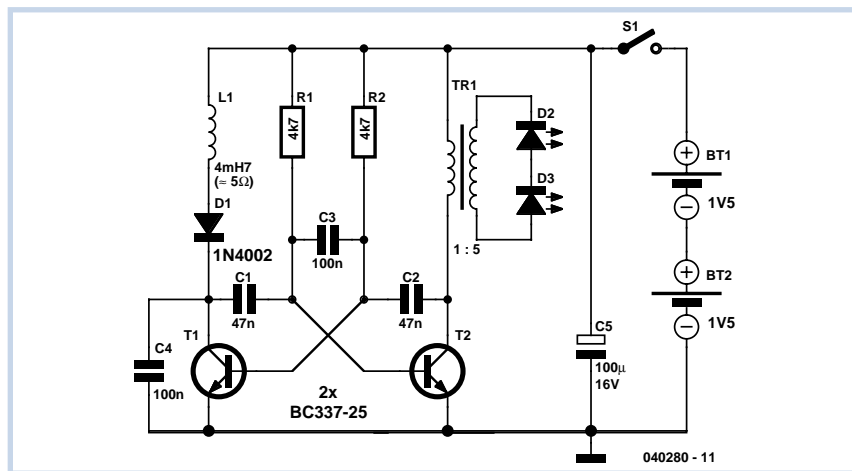 S1
TR1
L1
R1
R2
D2
4k7
4k7
BT1
4mH7
(≈ 5Ω)
D3
D1
1V5
C3
1N4002
100n
1 : 5
BT2
C1
C2
1V5
47n
47n
T1
T2
C5
C4
100µ
16V
100n
2x
BC337-25
040280 - 11